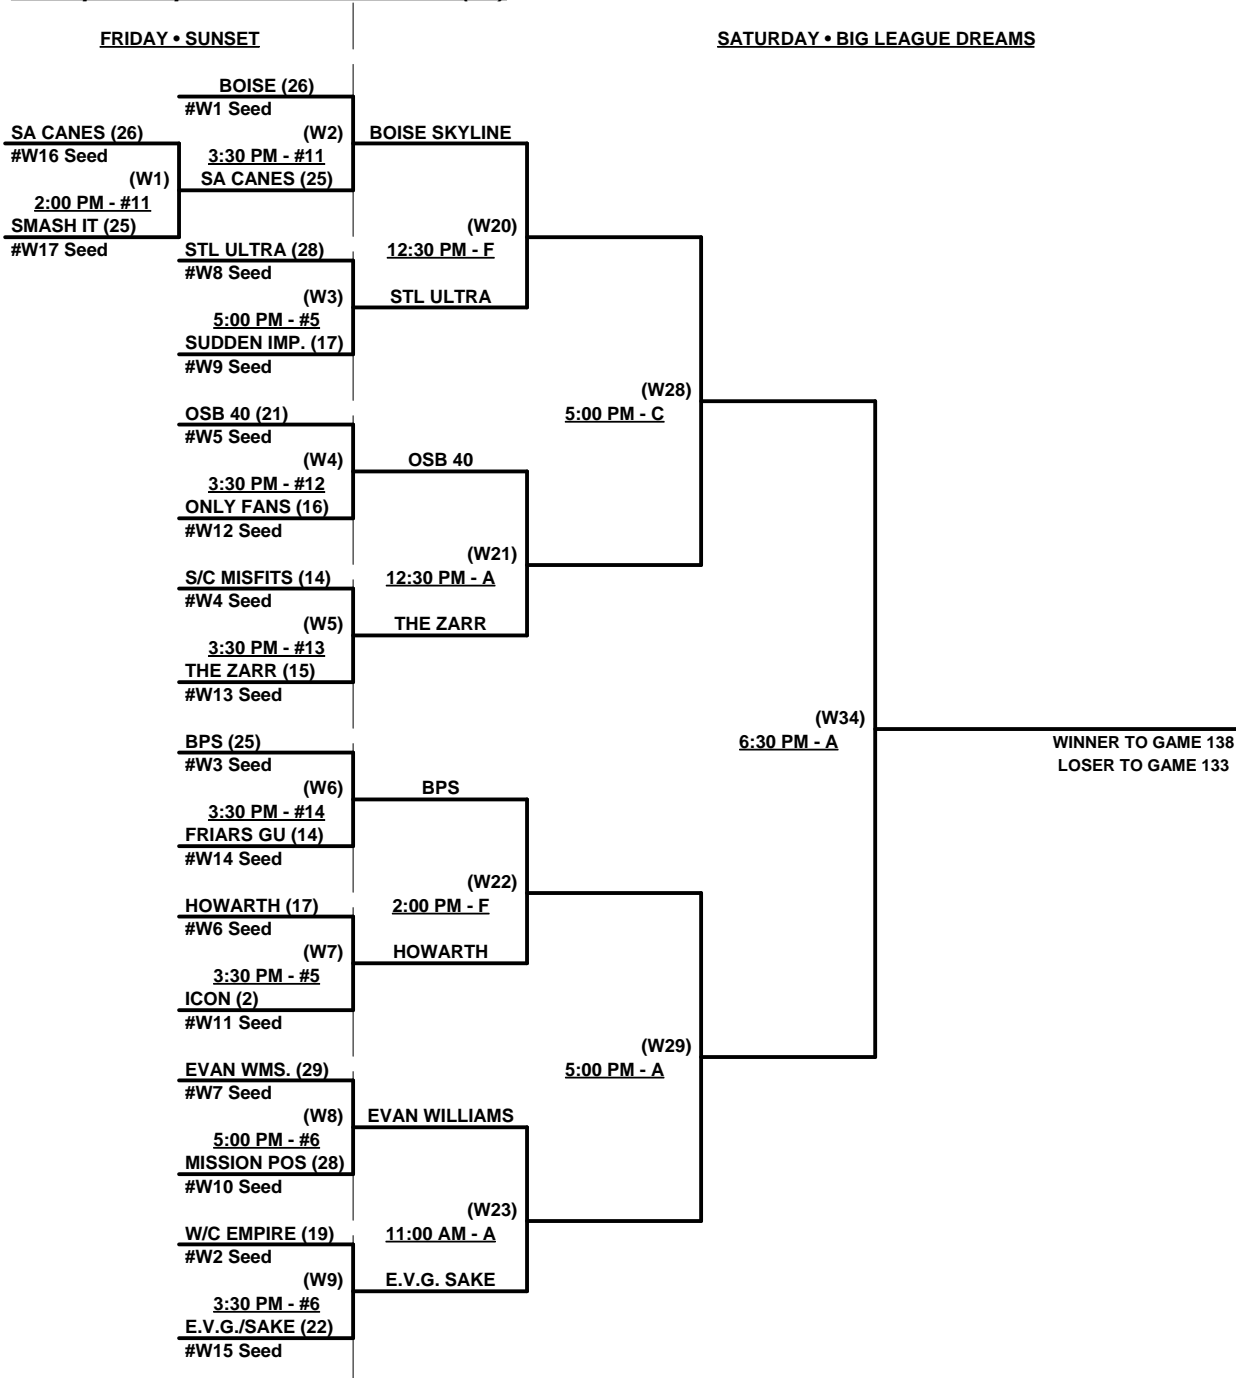 FRIDAY • SUNSET
SATURDAY • BIG LEAGUE DREAMS
BOISE (26)
#W1 Seed
SA CANES (26)
(W2)
BOISE SKYLINE
#W16 Seed
3:30 PM - #11
(W1)
SA CANES (25)
2:00 PM - #11
SMASH IT (25)
(W20)
#W17 Seed
STL ULTRA (28)
12:30 PM - F
#W8 Seed
(W3)
STL ULTRA
5:00 PM - #5
SUDDEN IMP. (17)
#W9 Seed
(W28)
OSB 40 (21)
5:00 PM - C
#W5 Seed
(W4)
OSB 40
3:30 PM - #12
ONLY FANS (16)
#W12 Seed
(W21)
S/C MISFITS (14)
12:30 PM - A
#W4 Seed
(W5)
THE ZARR
3:30 PM - #13
THE ZARR (15)
#W13 Seed
(W34)
BPS (25)
6:30 PM - A
WINNER TO GAME 138
#W3 Seed
LOSER TO GAME 133
(W6)
BPS
3:30 PM - #14
FRIARS GU (14)
#W14 Seed
(W22)
HOWARTH (17)
2:00 PM - F
#W6 Seed
(W7)
HOWARTH
3:30 PM - #5
ICON (2)
#W11 Seed
(W29)
EVAN WMS. (29)
5:00 PM - A
#W7 Seed
(W8)
EVAN WILLIAMS
5:00 PM - #6
MISSION POS (28)
#W10 Seed
(W23)
W/C EMPIRE (19)
11:00 AM - A
#W2 Seed
(W9)
E.V.G. SAKE
3:30 PM - #6
E.V.G./SAKE (22)
#W15 Seed